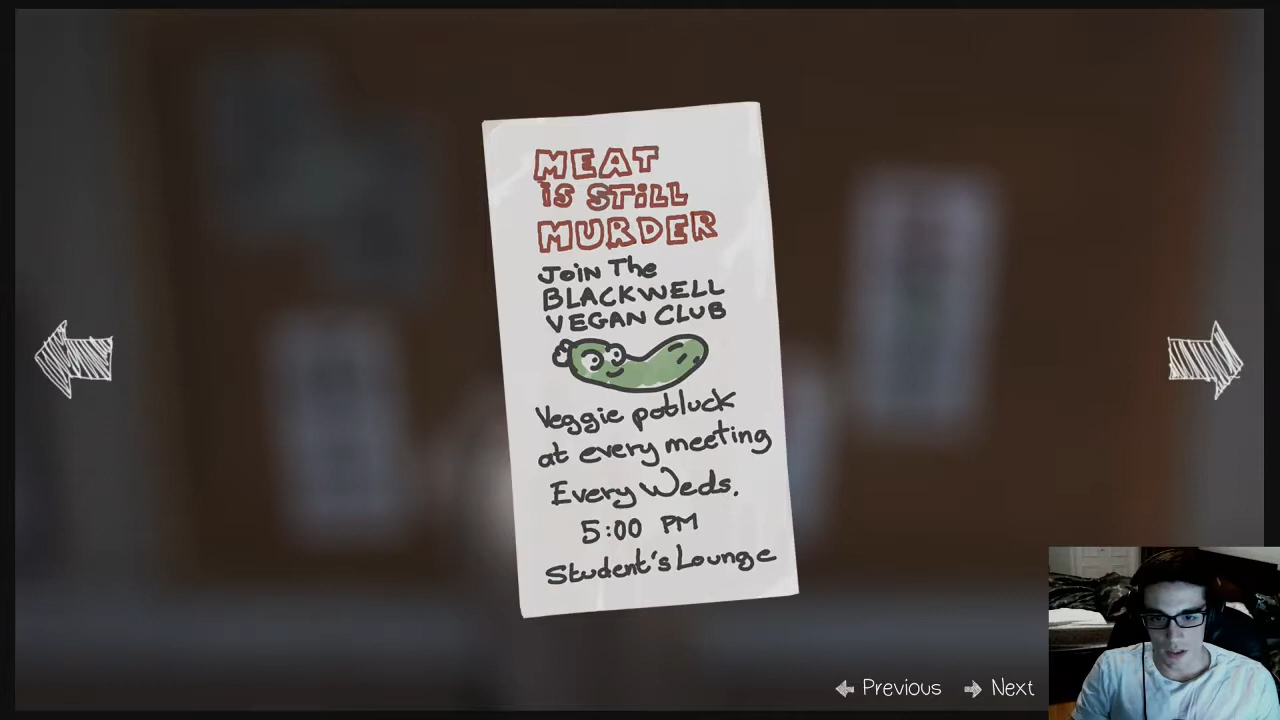 MEAT
iS STiLL
MURDER
JOiN The
BLACKWELL
VEGAN CLUB
Veggie potluck
at every meeting
Every Weds.
5:00 PM
Student's Lounge
Previous Next